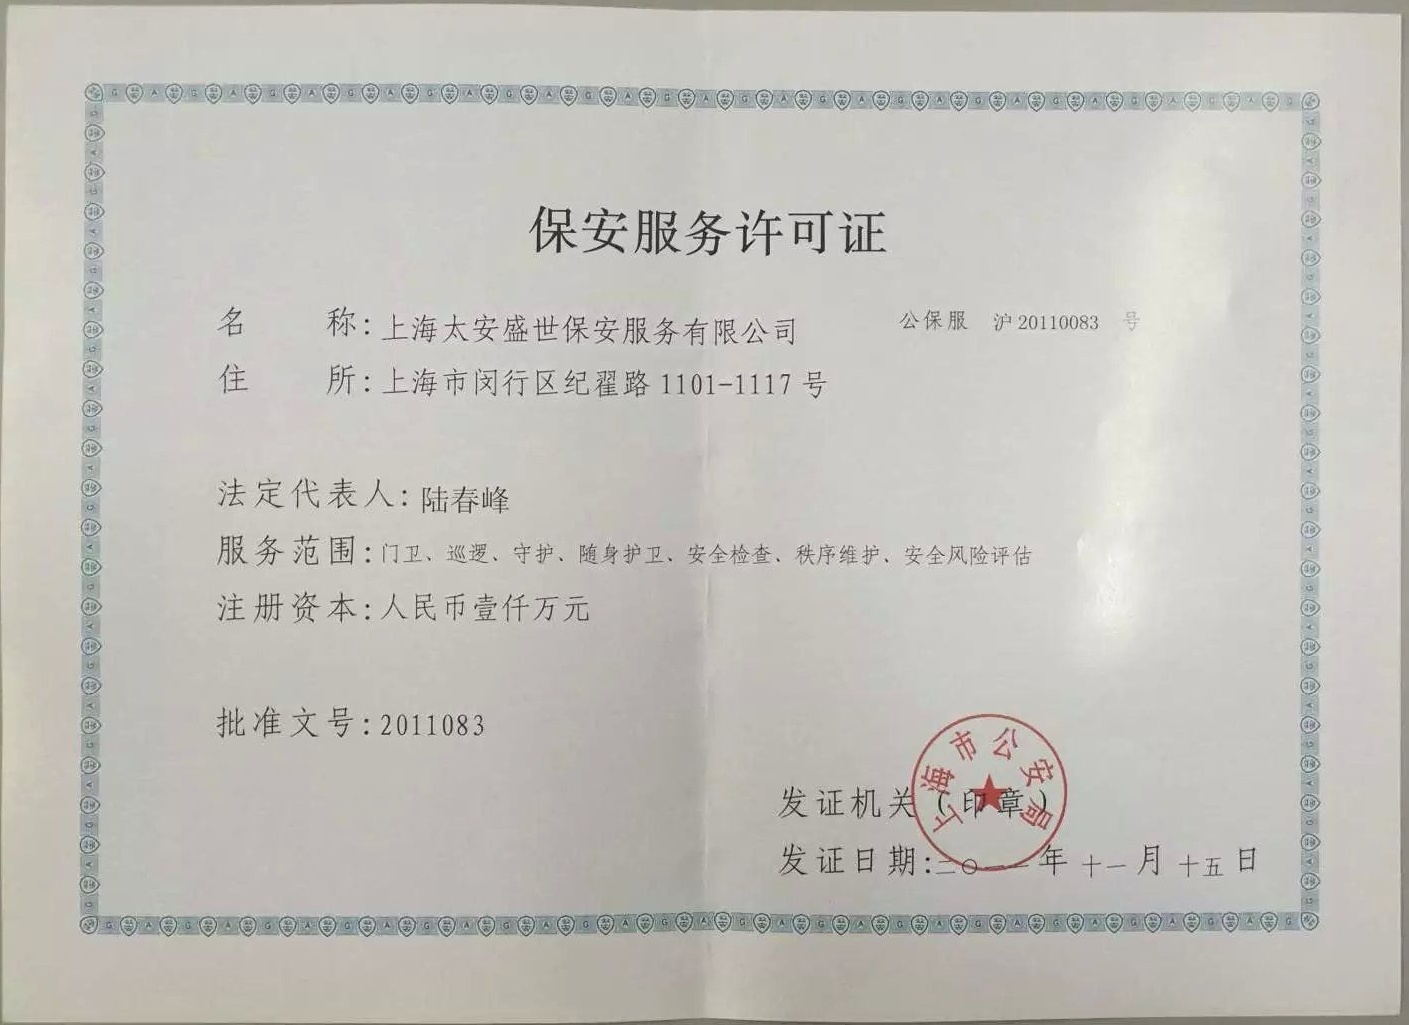 保安服务许可证
名 称:上海太安盛世保安服务有限公司 公保服 沪20110083 号
住 所:上海市闵行区纪翟路1101-1117号
法定代表人:陆春峰
服务范围:门卫、巡逻、守护、随身护卫、安全检查、秩序维护、安全风险评估
注册资本:人民币壹仟万元
批准文号:2011083
上海市公安局
发证机关(印章)
发证日期:二〇一一年十一月十五日